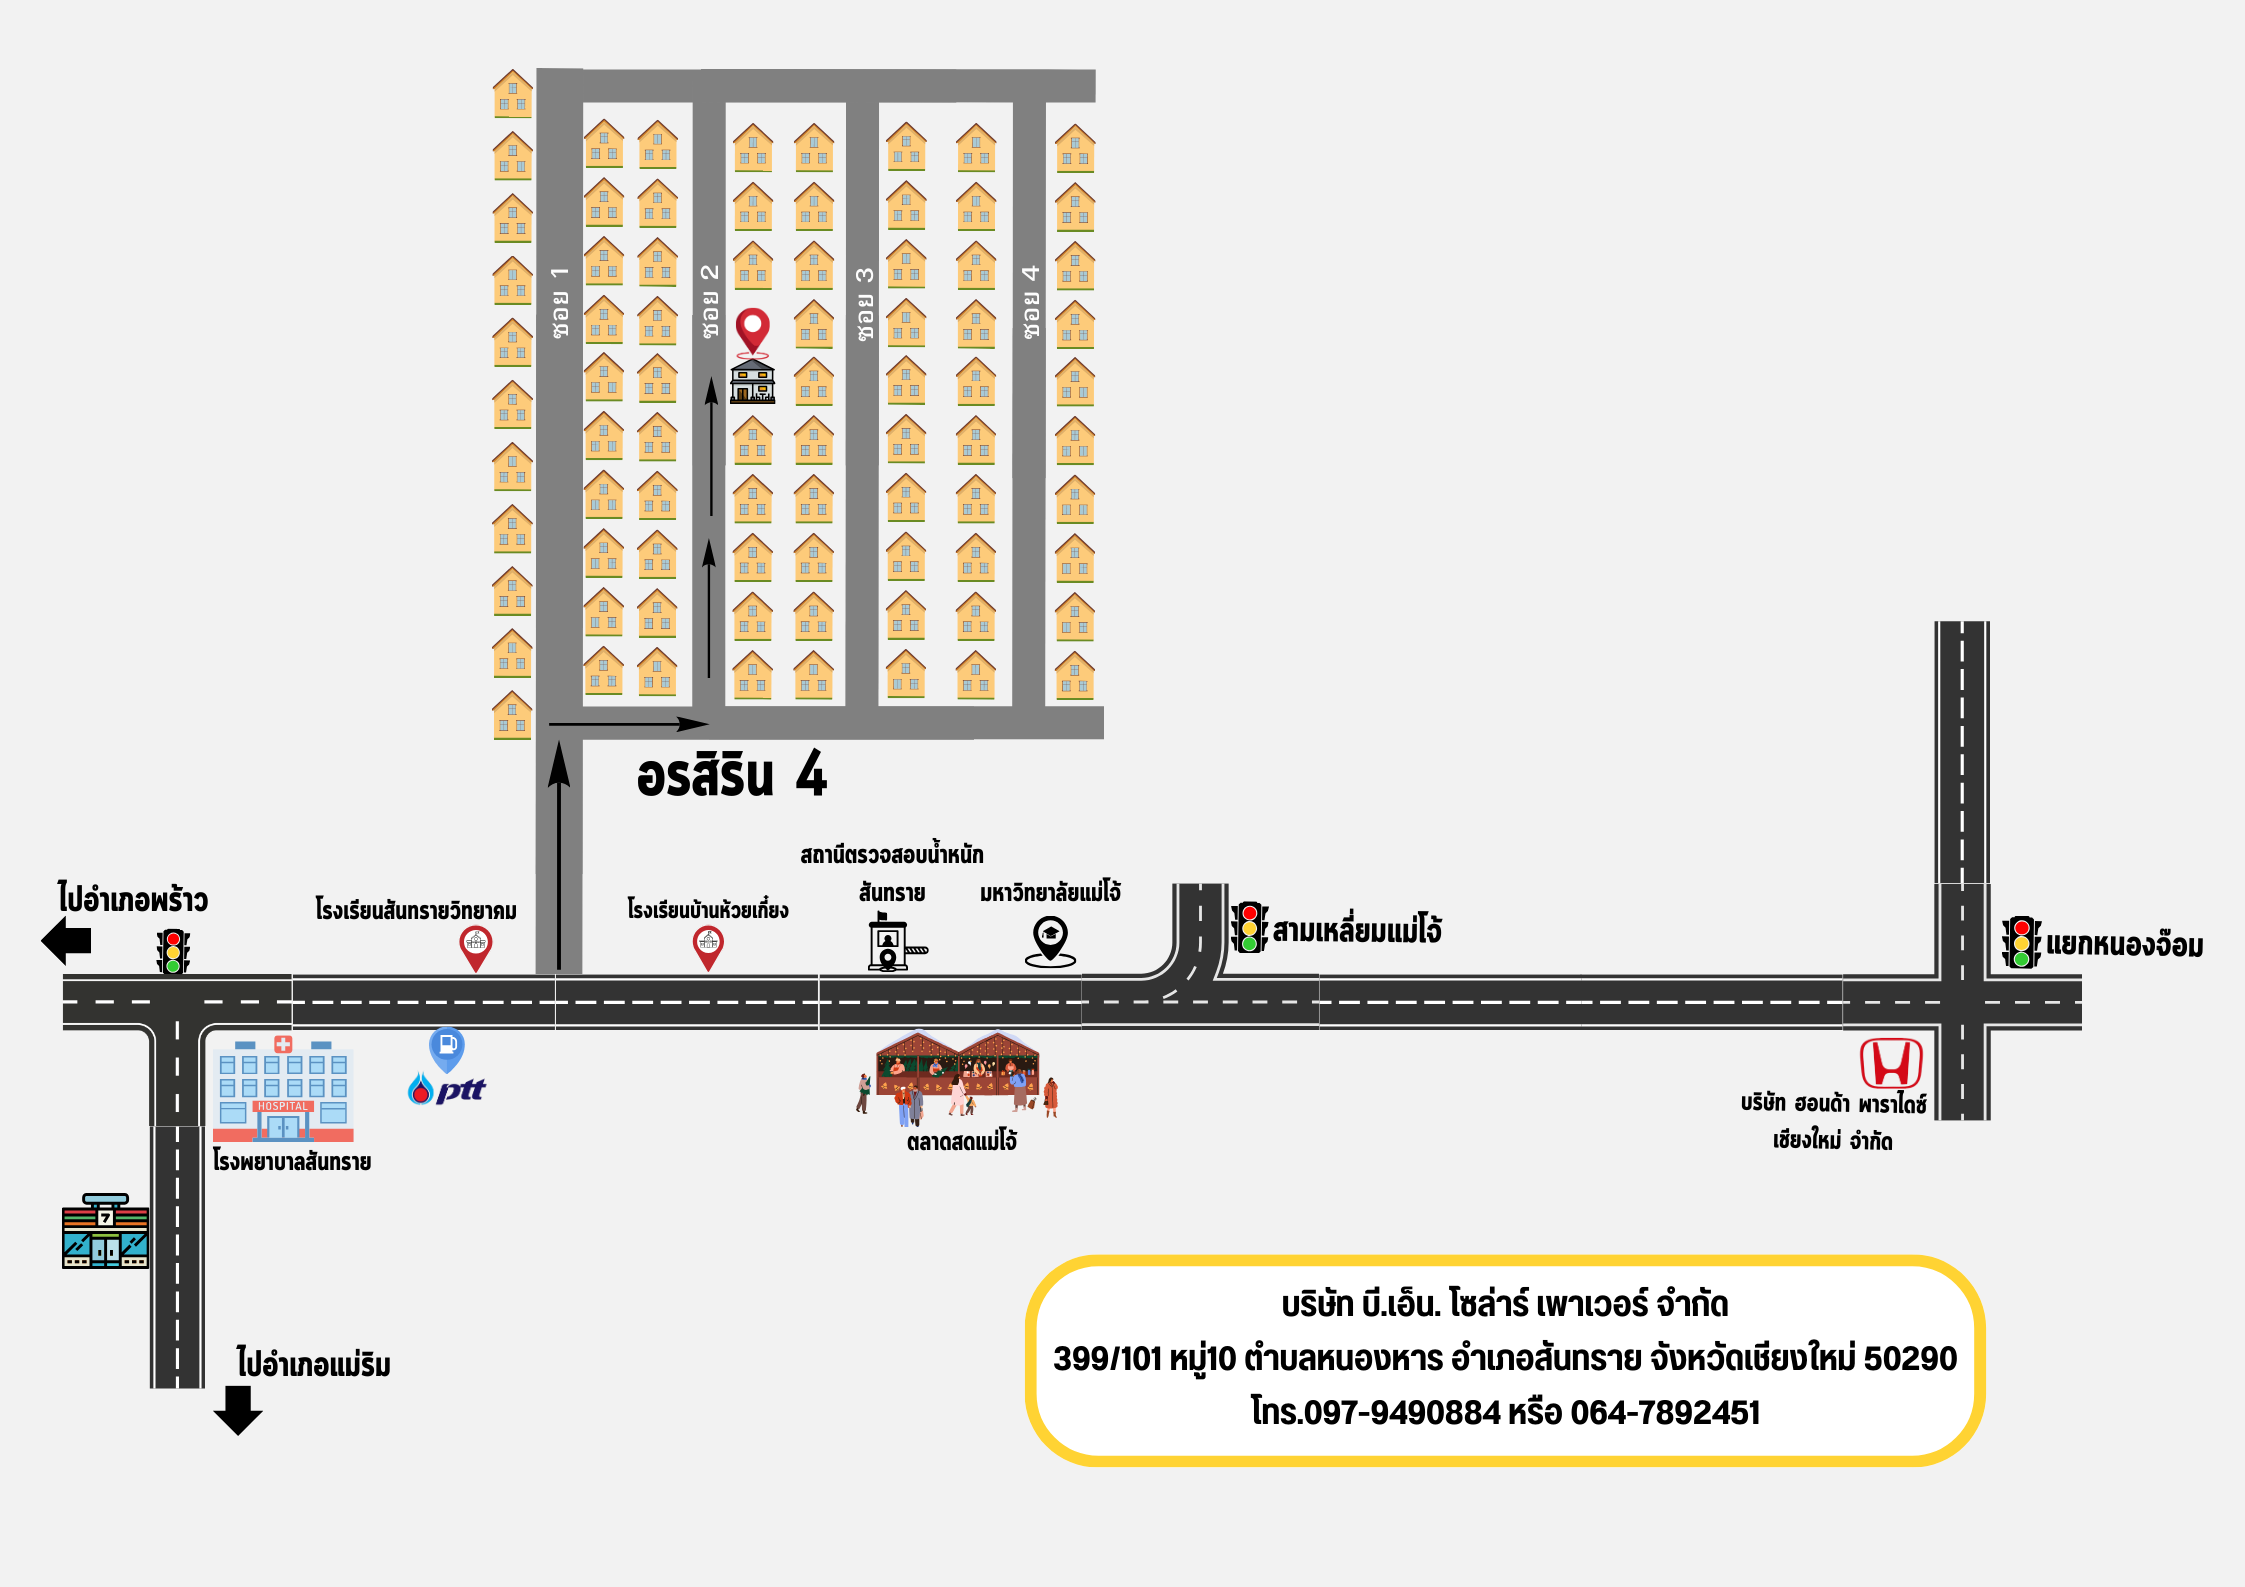 ซอย 1
ซอย 2
ซอย 3
ซอย 4
อรสิริน 4
สถานีตรวจสอบน้ำหนัก
สันทราย
มหาวิทยาลัยแม่โจ้
ไปอำเภอพร้าว
โรงเรียนสันทรายวิทยาคม
โรงเรียนบ้านห้วยเกี๋ยง
สามเหลี่ยมแม่โจ้
แยกหนองจ๊อม
ptt
HOSPITAL
โรงพยาบาลสันทราย
ตลาดสดแม่โจ้
บริษัท ฮอนด้า พาราไดซ์
เชียงใหม่ จำกัด
7
ไปอำเภอแม่ริม
บริษัท บี.เอ็น. โซล่าร์ เพาเวอร์ จำกัด
399/101 หมู่10 ตำบลหนองหาร อำเภอสันทราย จังหวัดเชียงใหม่ 50290
โทร.097-9490884 หรือ 064-7892451